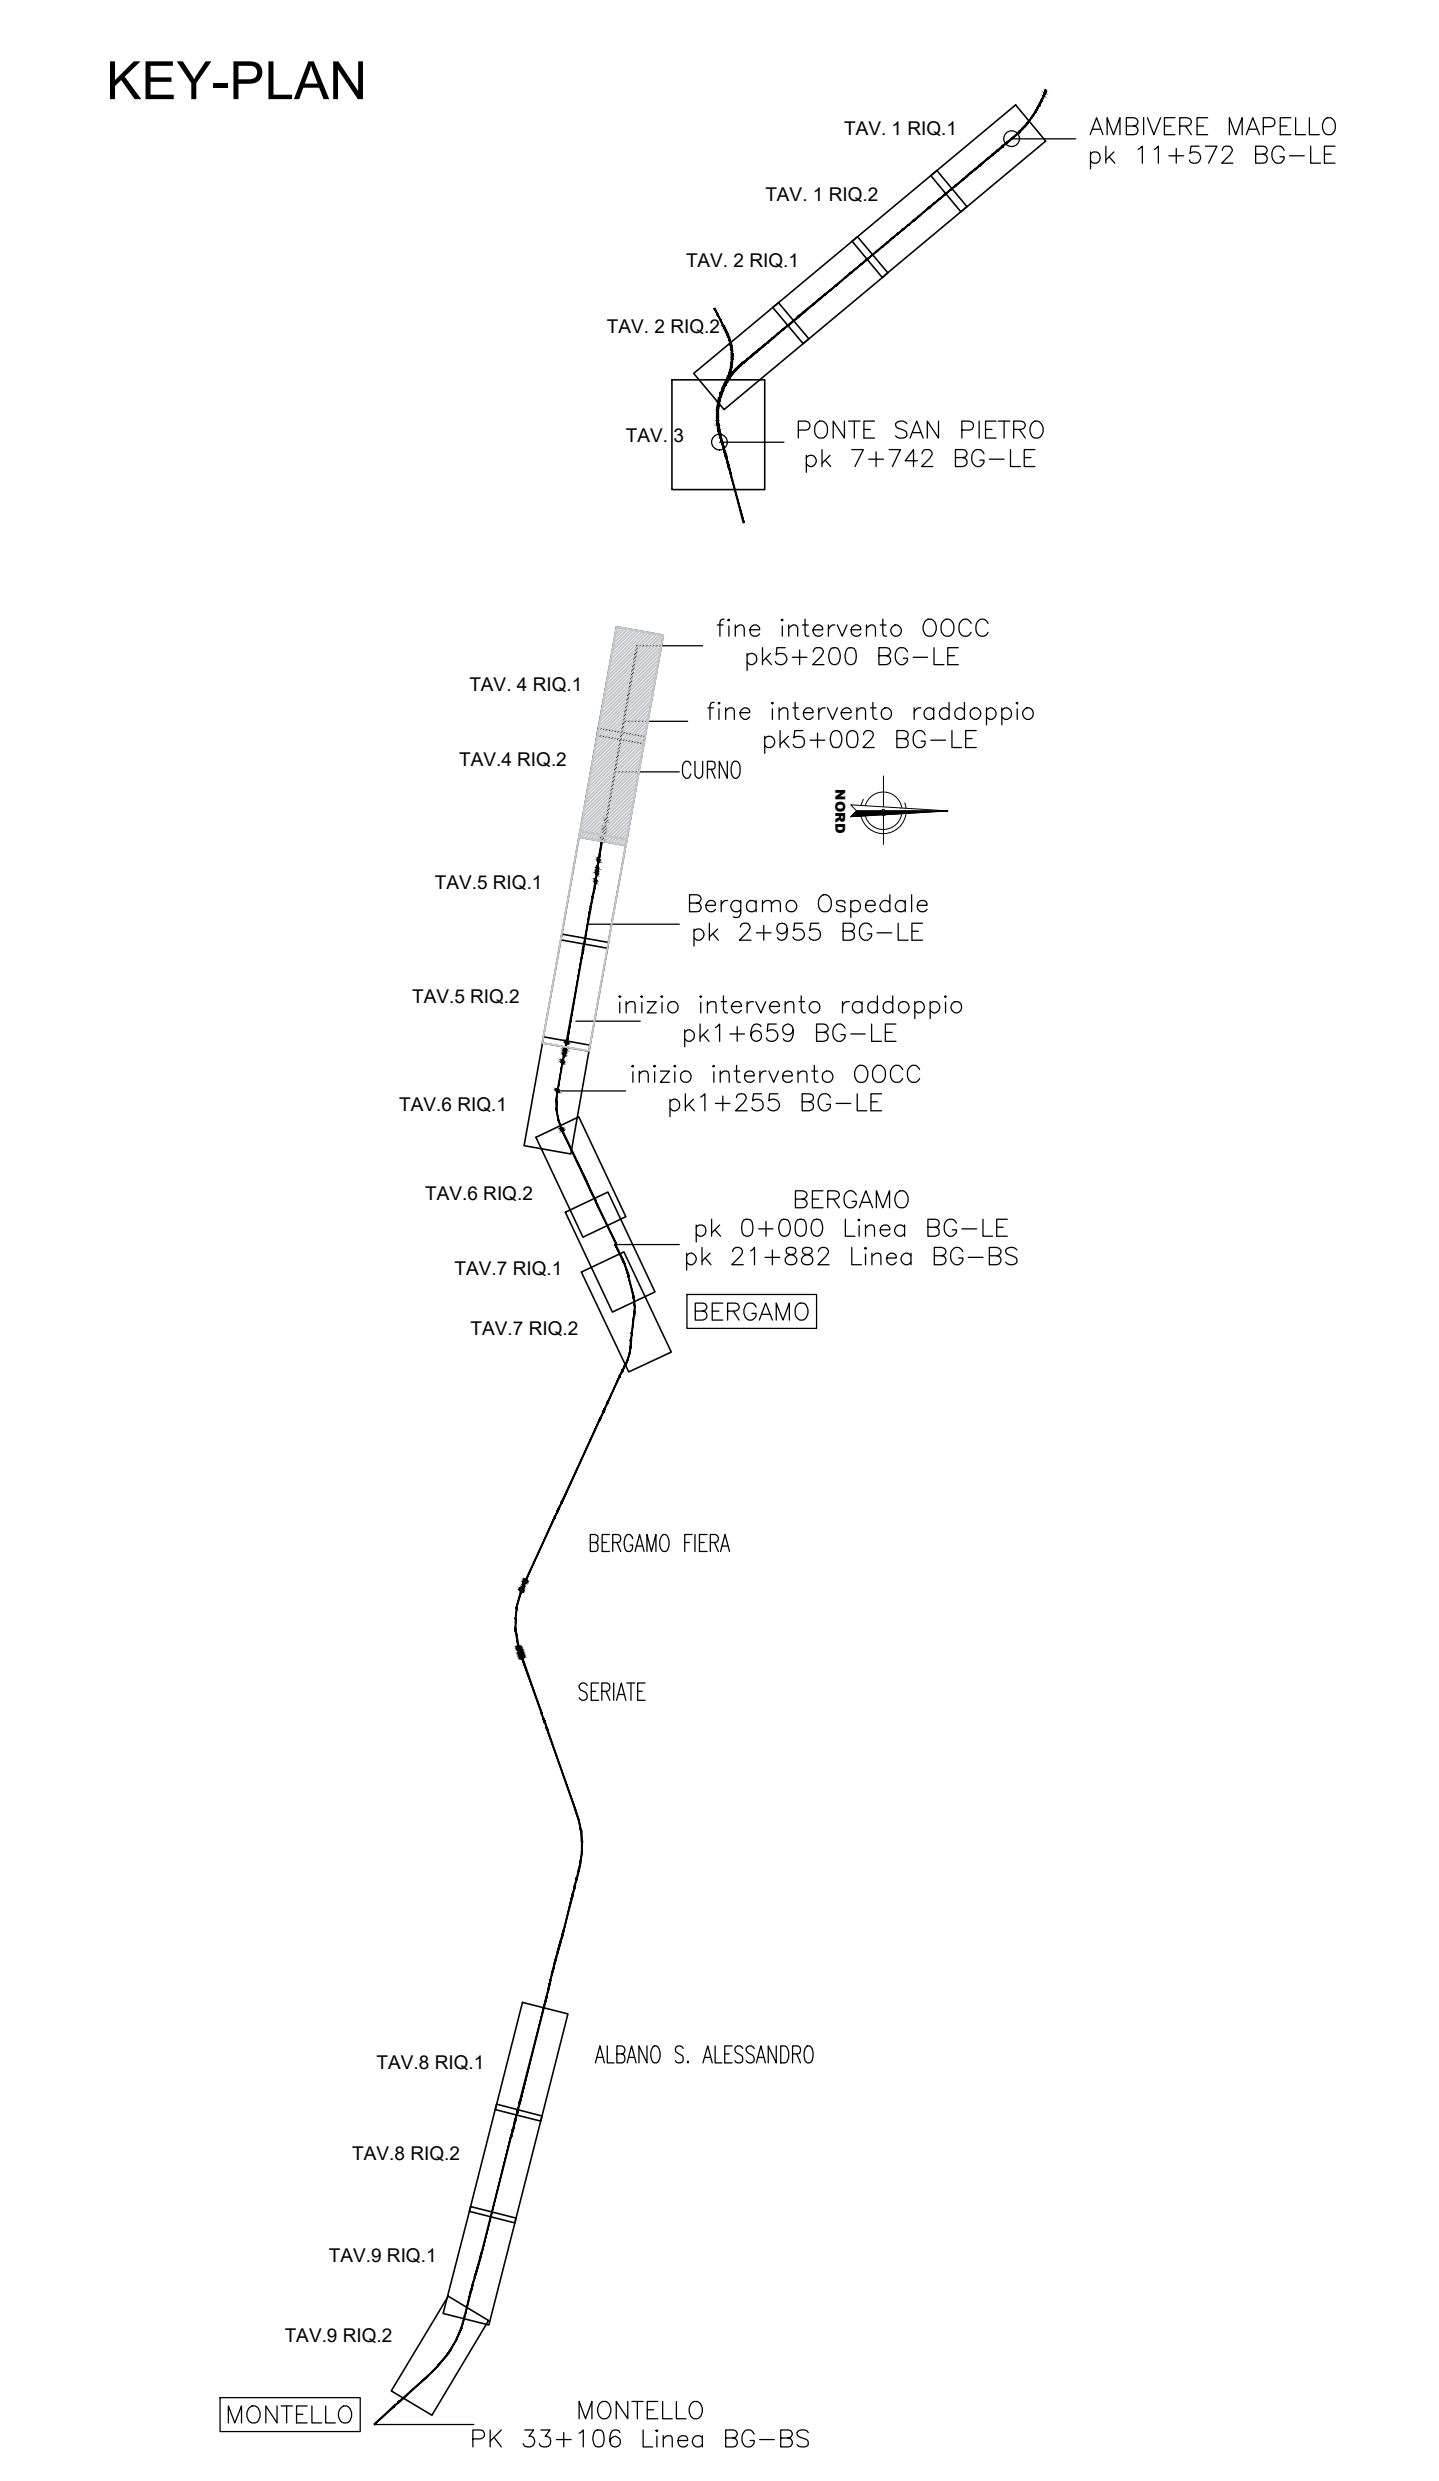 KEY-PLAN
TAV. 1 RIQ.1
AMBIVERE MAPELLO
pk 11+572 BG-LE
TAV. 1 RIQ.2
TAV. 2 RIQ.1
TAV. 2 RIQ.2
TAV. 3
PONTE SAN PIETRO
pk 7+742 BG-LE
fine intervento OOCC
pk5+200 BG-LE
TAV. 4 RIQ.1
fine intervento raddoppio
pk5+002 BG-LE
TAV.4 RIQ.2
CURNO
NORD
TAV.5 RIQ.1
Bergamo Ospedale
pk 2+955 BG-LE
TAV.5 RIQ.2
inizio intervento raddoppio
pk1+659 BG-LE
inizio intervento OOCC
pk1+255 BG-LE
TAV.6 RIQ.1
TAV.6 RIQ.2
BERGAMO
pk 0+000 Linea BG-LE
pk 21+882 Linea BG-BS
TAV.7 RIQ.1
BERGAMO
TAV.7 RIQ.2
BERGAMO FIERA
SERIATE
ALBANO S. ALESSANDRO
TAV.8 RIQ.1
TAV.8 RIQ.2
TAV.9 RIQ.1
TAV.9 RIQ.2
MONTELLO
MONTELLO
PK 33+106 Linea BG-BS